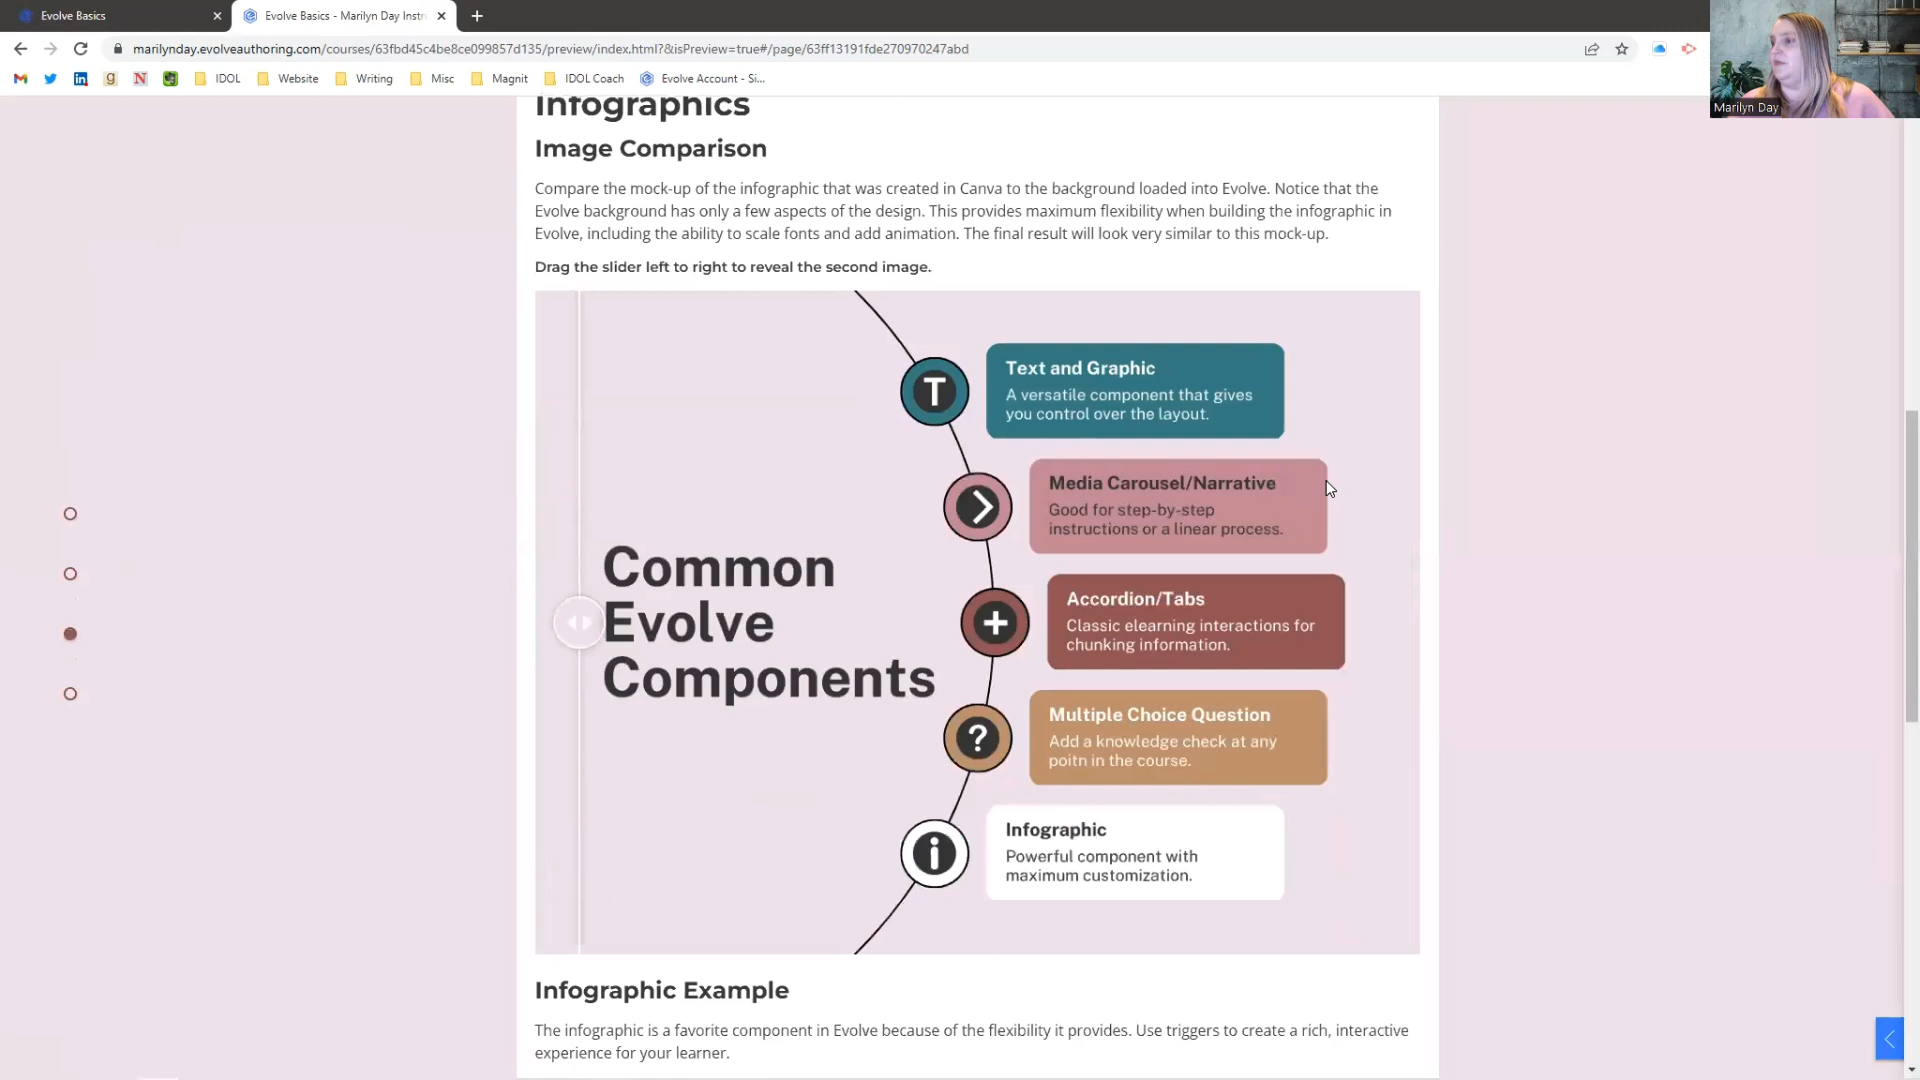 Evolve Basics
Evolve Basics - Marilyn Day Instr
marilynday.evolveauthoring.com/courses/63fbd45c4be8ce099857d135/preview/index.html?&isPreview=true#/page/63ff13191fde270970247abd
IDOL
Website
Writing
Misc
Magnit
IDOL Coach
Evolve Account - Si...
Marilyn Day
Infographics
Image Comparison
Compare the mock-up of the infographic that was created in Canva to the background loaded into Evolve. Notice that the
Evolve background has only a few aspects of the design. This provides maximum flexibility when building the infographic in
Evolve, including the ability to scale fonts and add animation. The final result will look very similar to this mock-up.
Drag the slider left to right to reveal the second image.
Common
Evolve
Components
T
Text and Graphic
A versatile component that gives
you control over the layout.
Media Carousel/Narrative
Good for step-by-step
instructions or a linear process.
+
Accordion/Tabs
Classic elearning interactions for
chunking information.
?
Multiple Choice Question
Add a knowledge check at any
poitn in the course.
i
Infographic
Powerful component with
maximum customization.
Infographic Example
The infographic is a favorite component in Evolve because of the flexibility it provides. Use triggers to create a rich, interactive
experience for your learner.